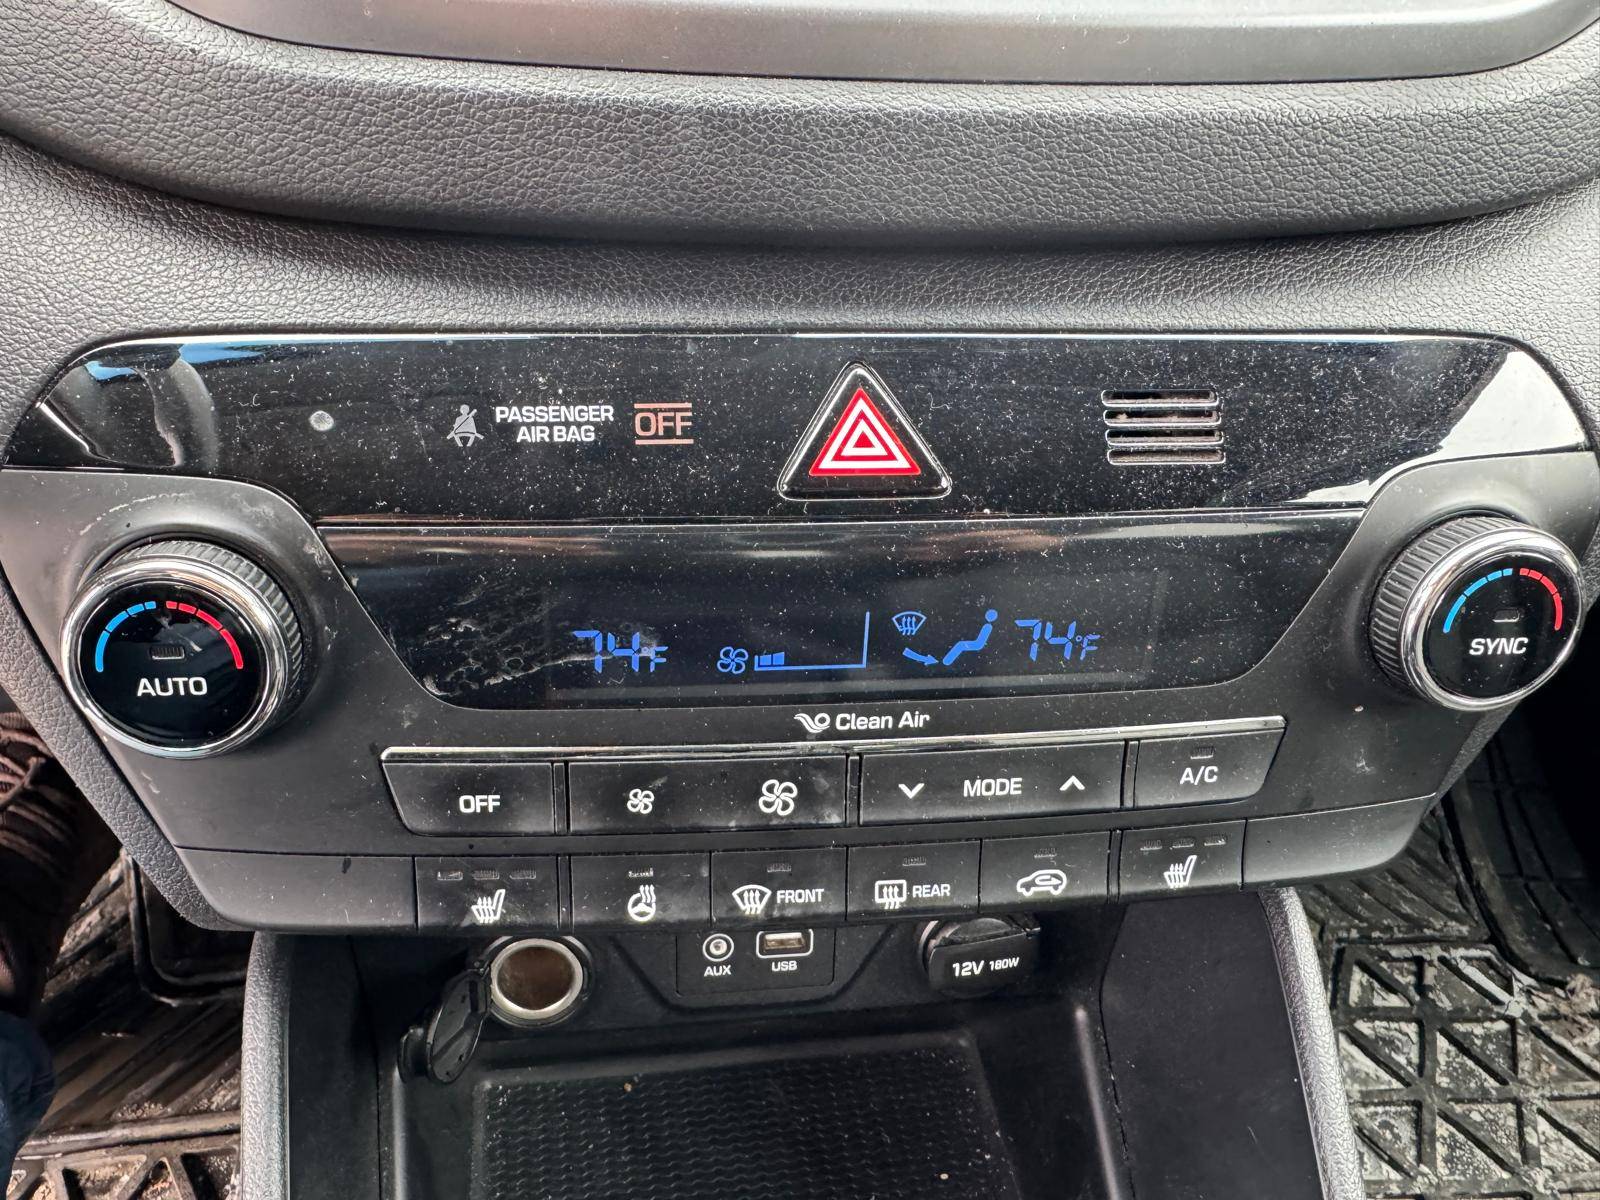 PASSENGER
AIR BAG
OFF
74°F
74°F
AUTO
SYNC
Clean Air
OFF
MODE
A/C
FRONT
REAR
AUX
USB
12V 180W